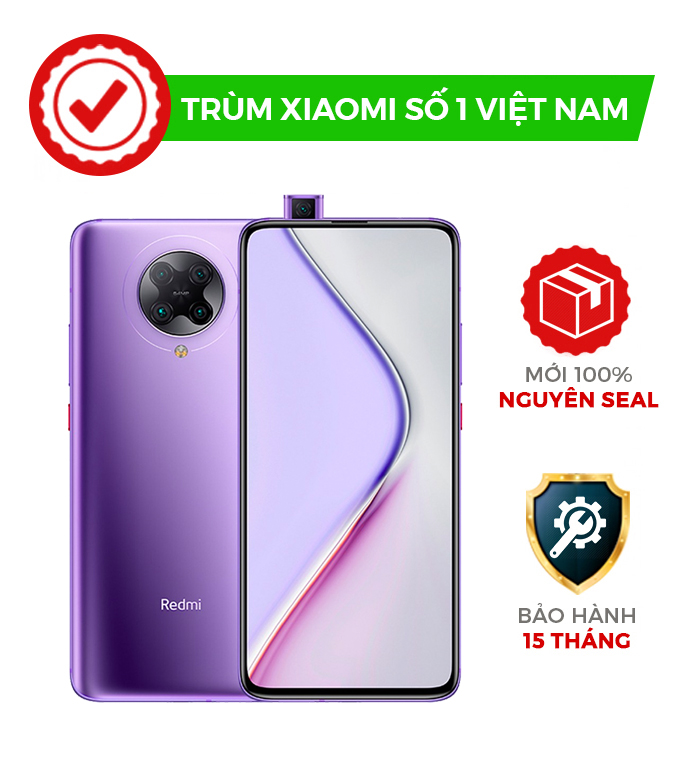 TRÙM XIAOMI SỐ 1 VIỆT NAM
MỚI 100%
NGUYÊN SEAL
Redmi
BẢO HÀNH
15 THÁNG